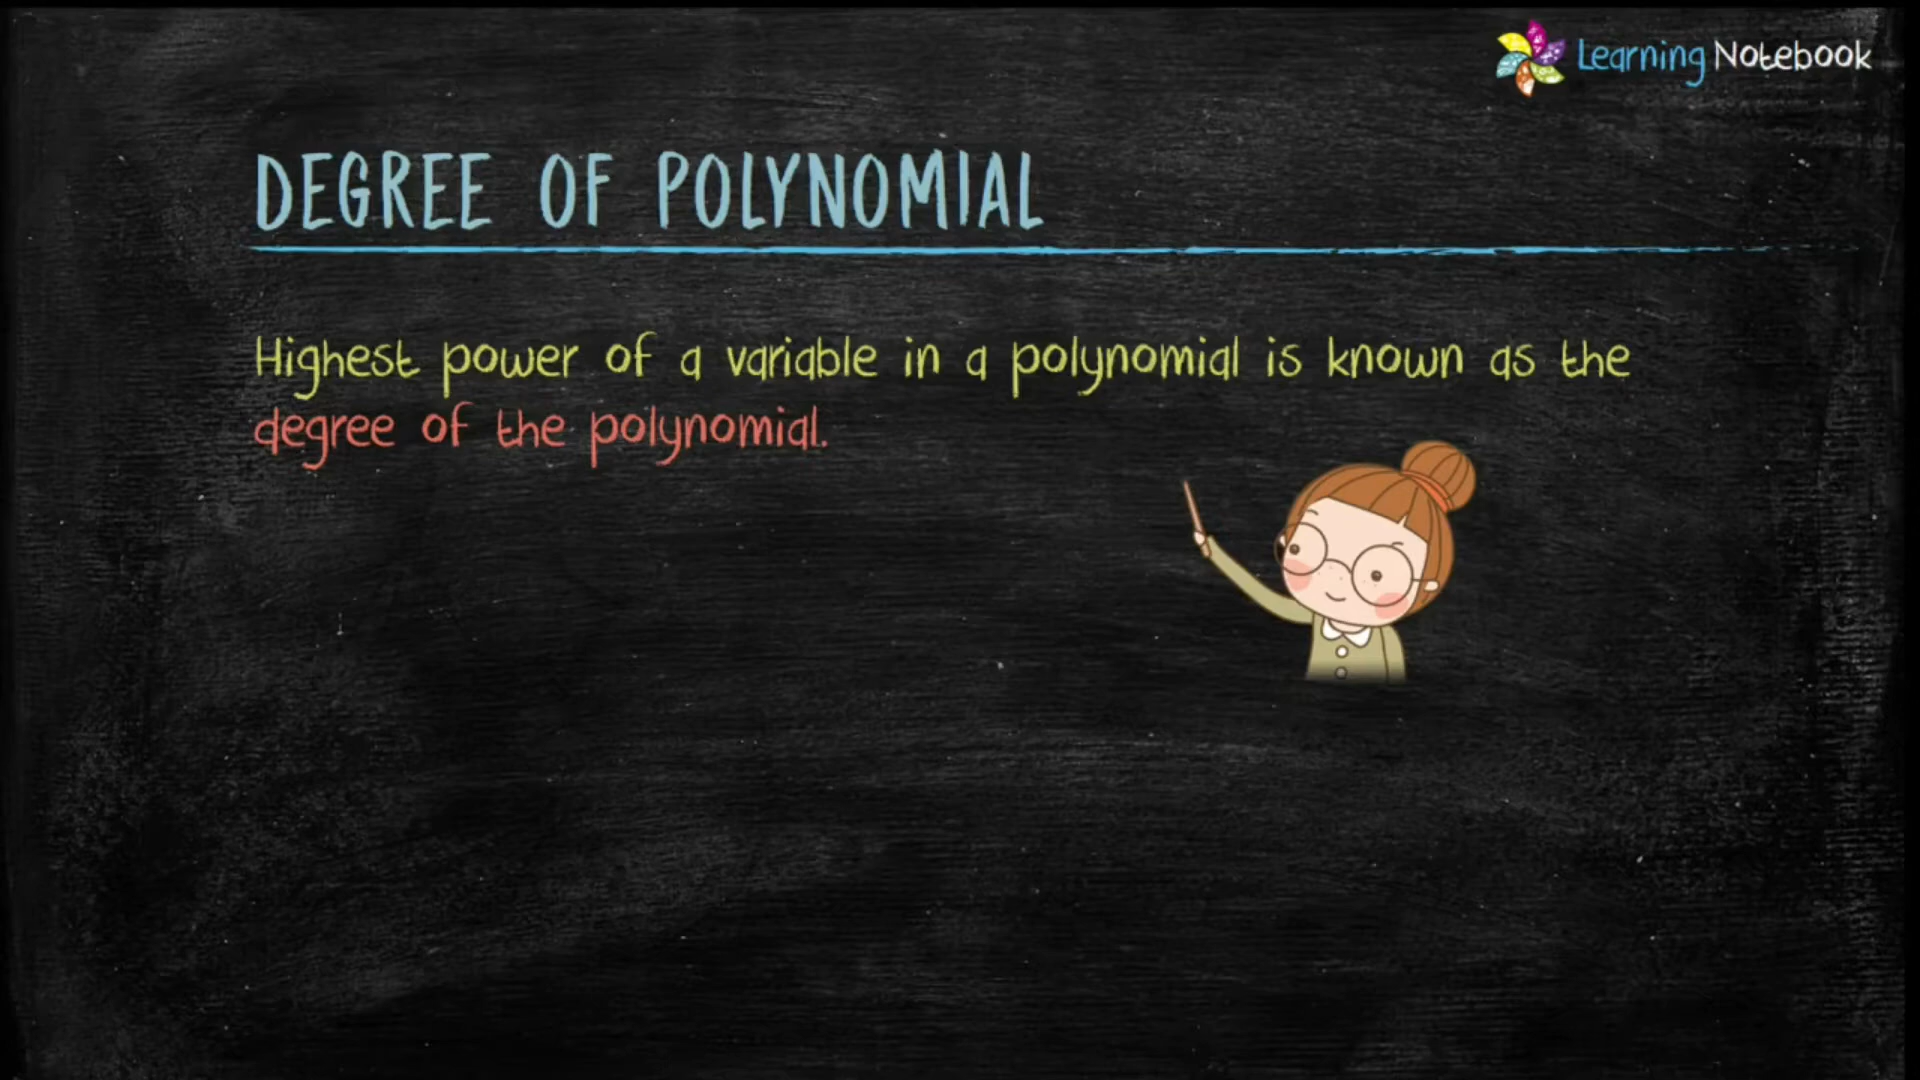 Learning Notebook
DEGREE OF POLYNOMIAL
Highest power of a variable in a polynomial is known as the
degree of the polynomial.